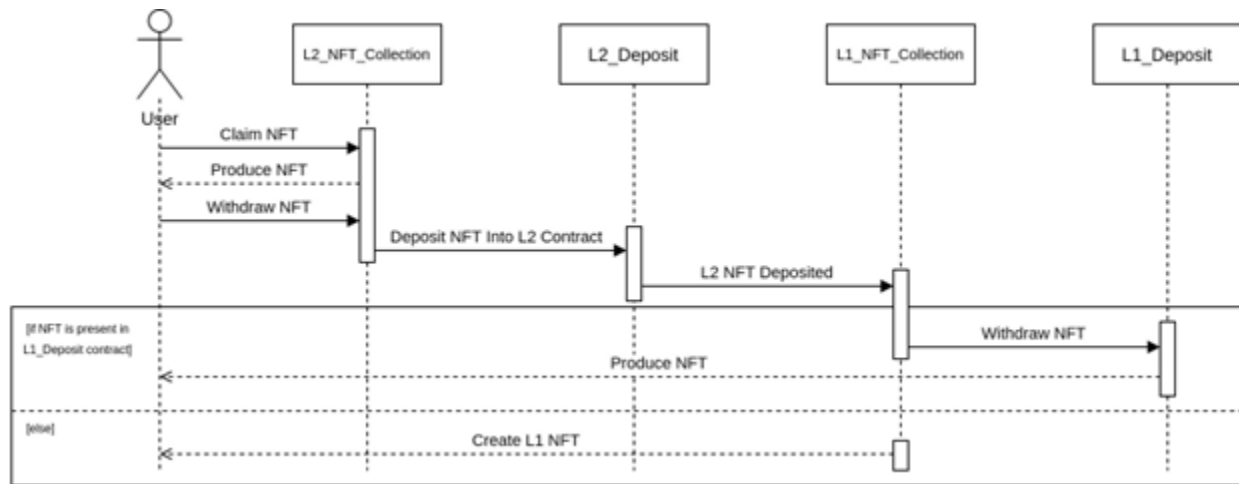 L2_NFT_Collection
L2_Deposit
L1_NFT_Collection
L1_Deposit
User
Claim NFT
Produce NFT
Withdraw NFT
Deposit NFT Into L2 Contract
L2 NFT Deposited
[if NFT is present in
L1_Deposit contract]
Withdraw NFT
Produce NFT
[else]
Create L1 NFT